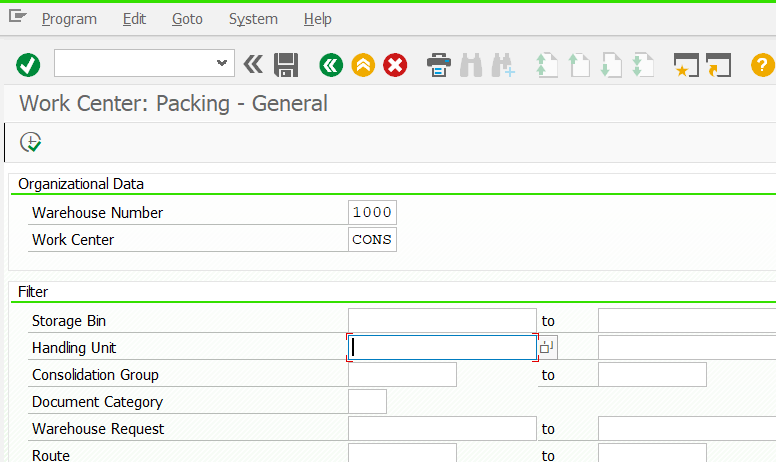 Program Edit Goto System Help
Work Center: Packing - General
Organizational Data
Warehouse Number 1000
Work Center CONS
Filter
Storage Bin to
Handling Unit
Consolidation Group to
Document Category
Warehouse Request to
Route to